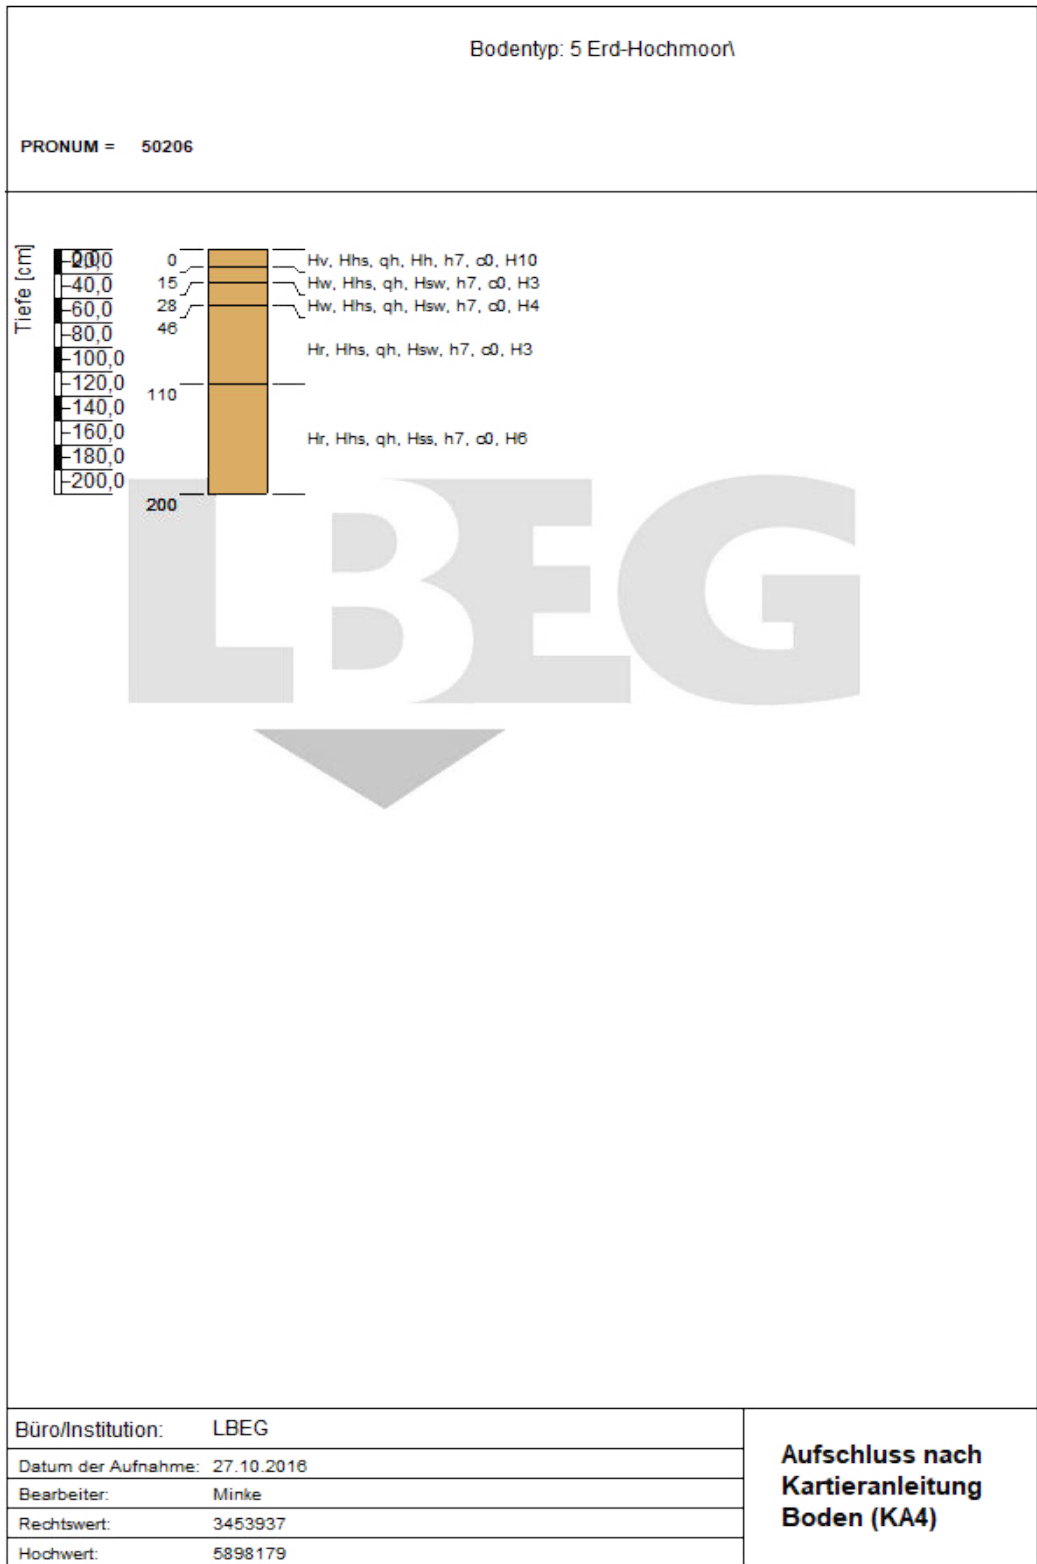 Bodentyp: 5 Erd-Hochmoor\
PRONUM = 50206
Tiefe [cm]
0,0
-20,0
-40,0
-60,0
-80,0
-100,0
-120,0
-140,0
-160,0
-180,0
-200,0
0
15
28
46
110
200
Hv, Hhs, qh, Hh, h7, c0, H10
Hw, Hhs, qh, Hsw, h7, c0, H3
Hw, Hhs, qh, Hsw, h7, c0, H4
Hr, Hhs, qh, Hsw, h7, c0, H3
Hr, Hhs, qh, Hss, h7, c0, H6
LBEG
Büro/Institution: LBEG
Datum der Aufnahme: 27.10.2016
Bearbeiter: Minke
Rechtswert: 3453937
Hochwert: 5898179
Aufschluss nach
Kartieranleitung
Boden (KA4)